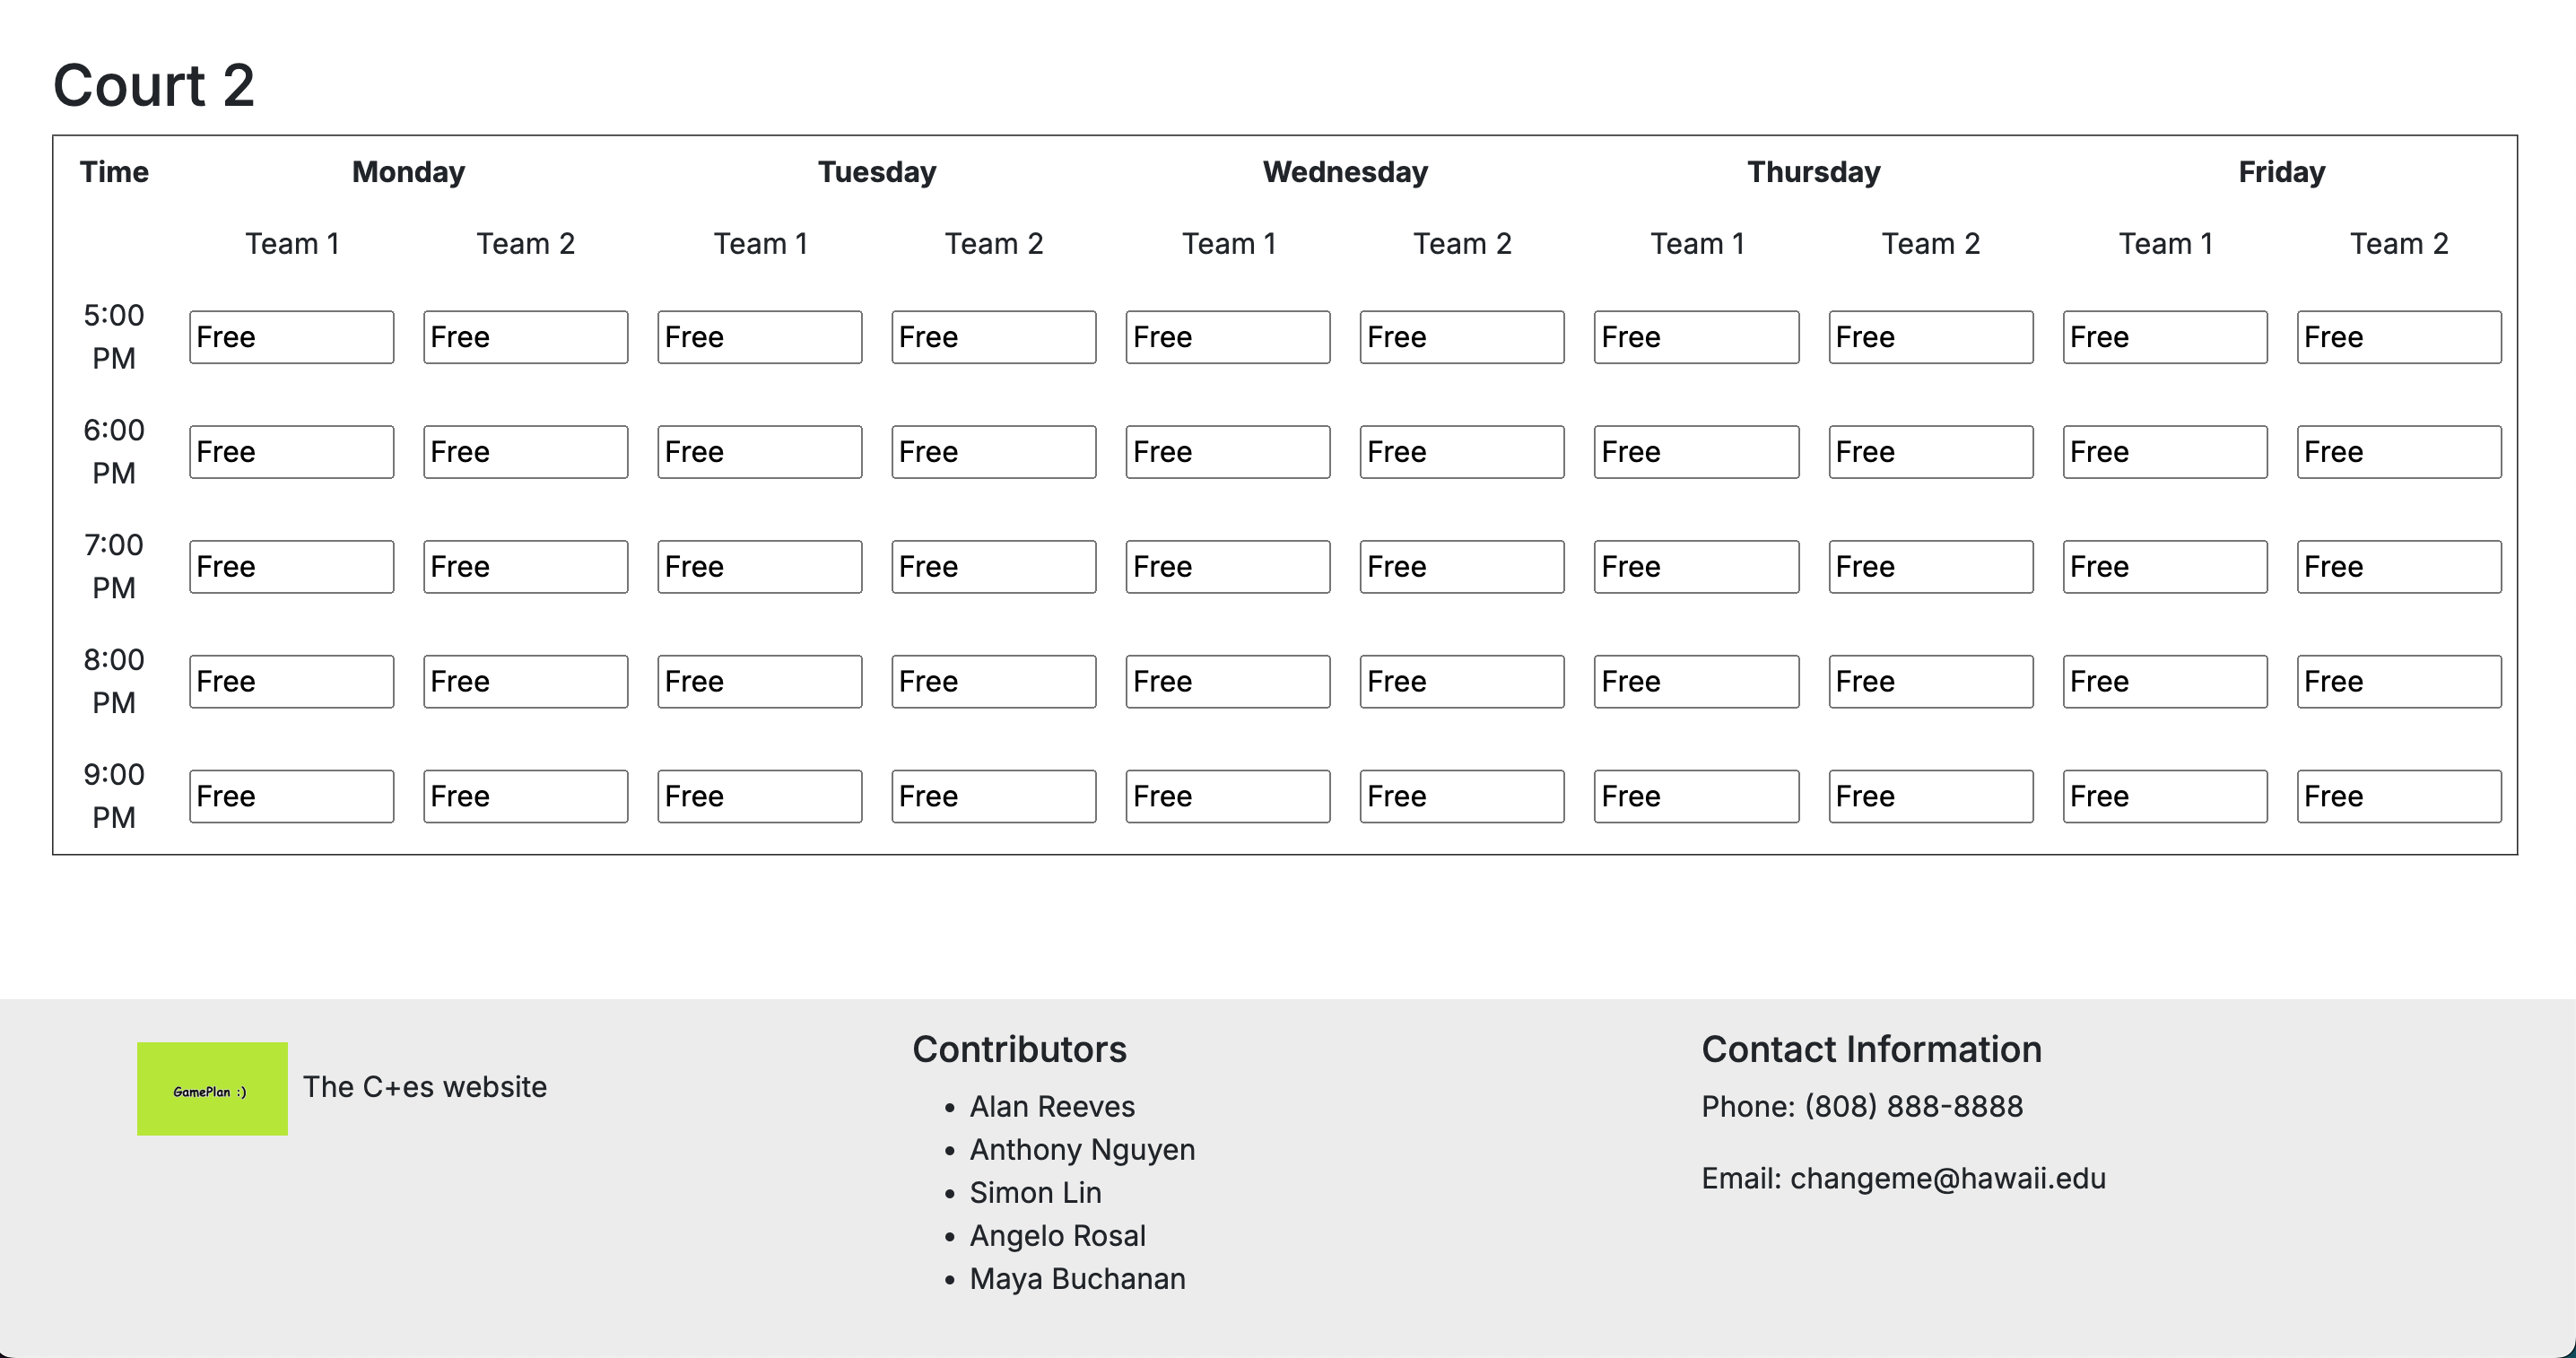 Court 2
Time Monday Tuesday Wednesday Thursday Friday
Team 1 Team 2 Team 1 Team 2 Team 1 Team 2 Team 1 Team 2 Team 1 Team 2
5:00 PM Free Free Free Free Free Free Free Free Free Free
6:00 PM Free Free Free Free Free Free Free Free Free Free
7:00 PM Free Free Free Free Free Free Free Free Free Free
8:00 PM Free Free Free Free Free Free Free Free Free Free
9:00 PM Free Free Free Free Free Free Free Free Free Free
GamePlan :)
The C+es website
Contributors
• Alan Reeves
• Anthony Nguyen
• Simon Lin
• Angelo Rosal
• Maya Buchanan
Contact Information
Phone: (808) 888-8888
Email: changeme@hawaii.edu